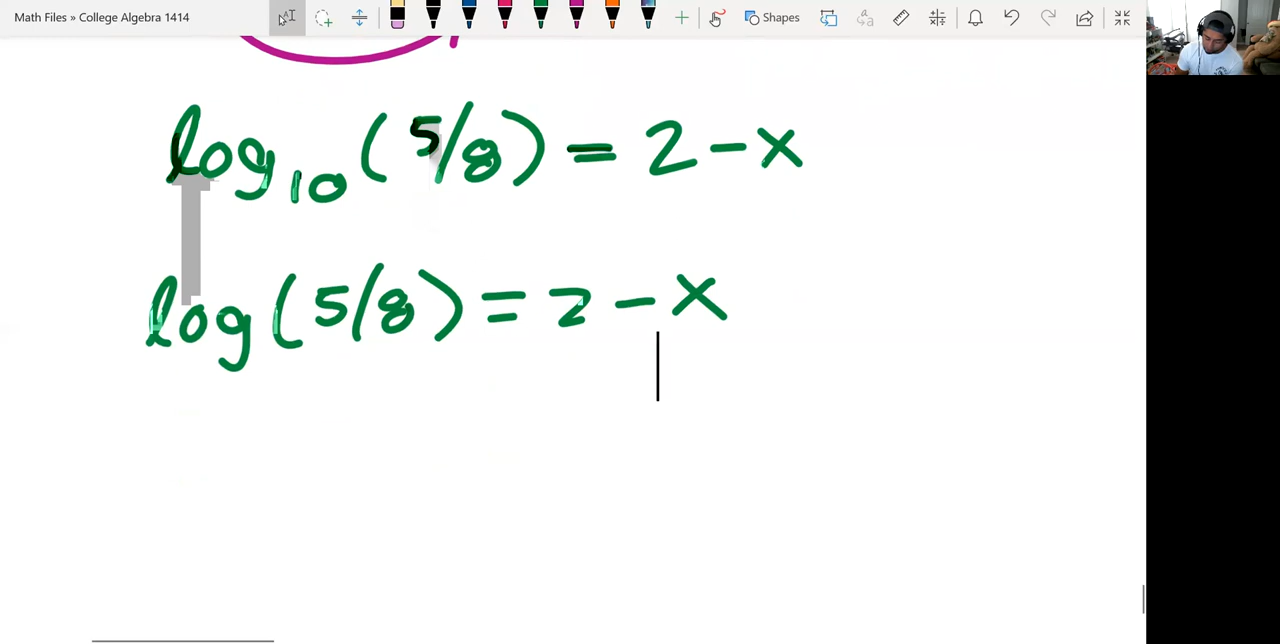 Math Files » College Algebra 1414
Shapes
log₁₀ (5/8) = 2 - x
log(5/8) = 2 - x